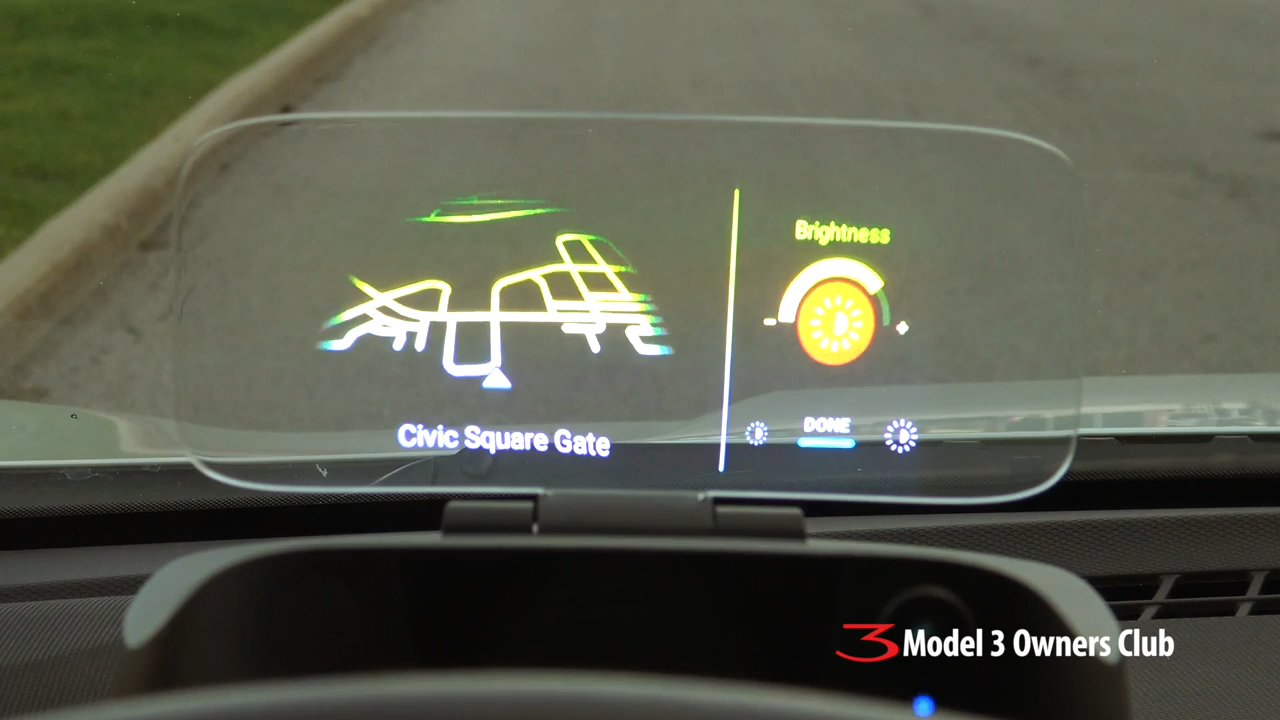 Brightness
- +
DONE
Civic Square Gate
3 Model 3 Owners Club